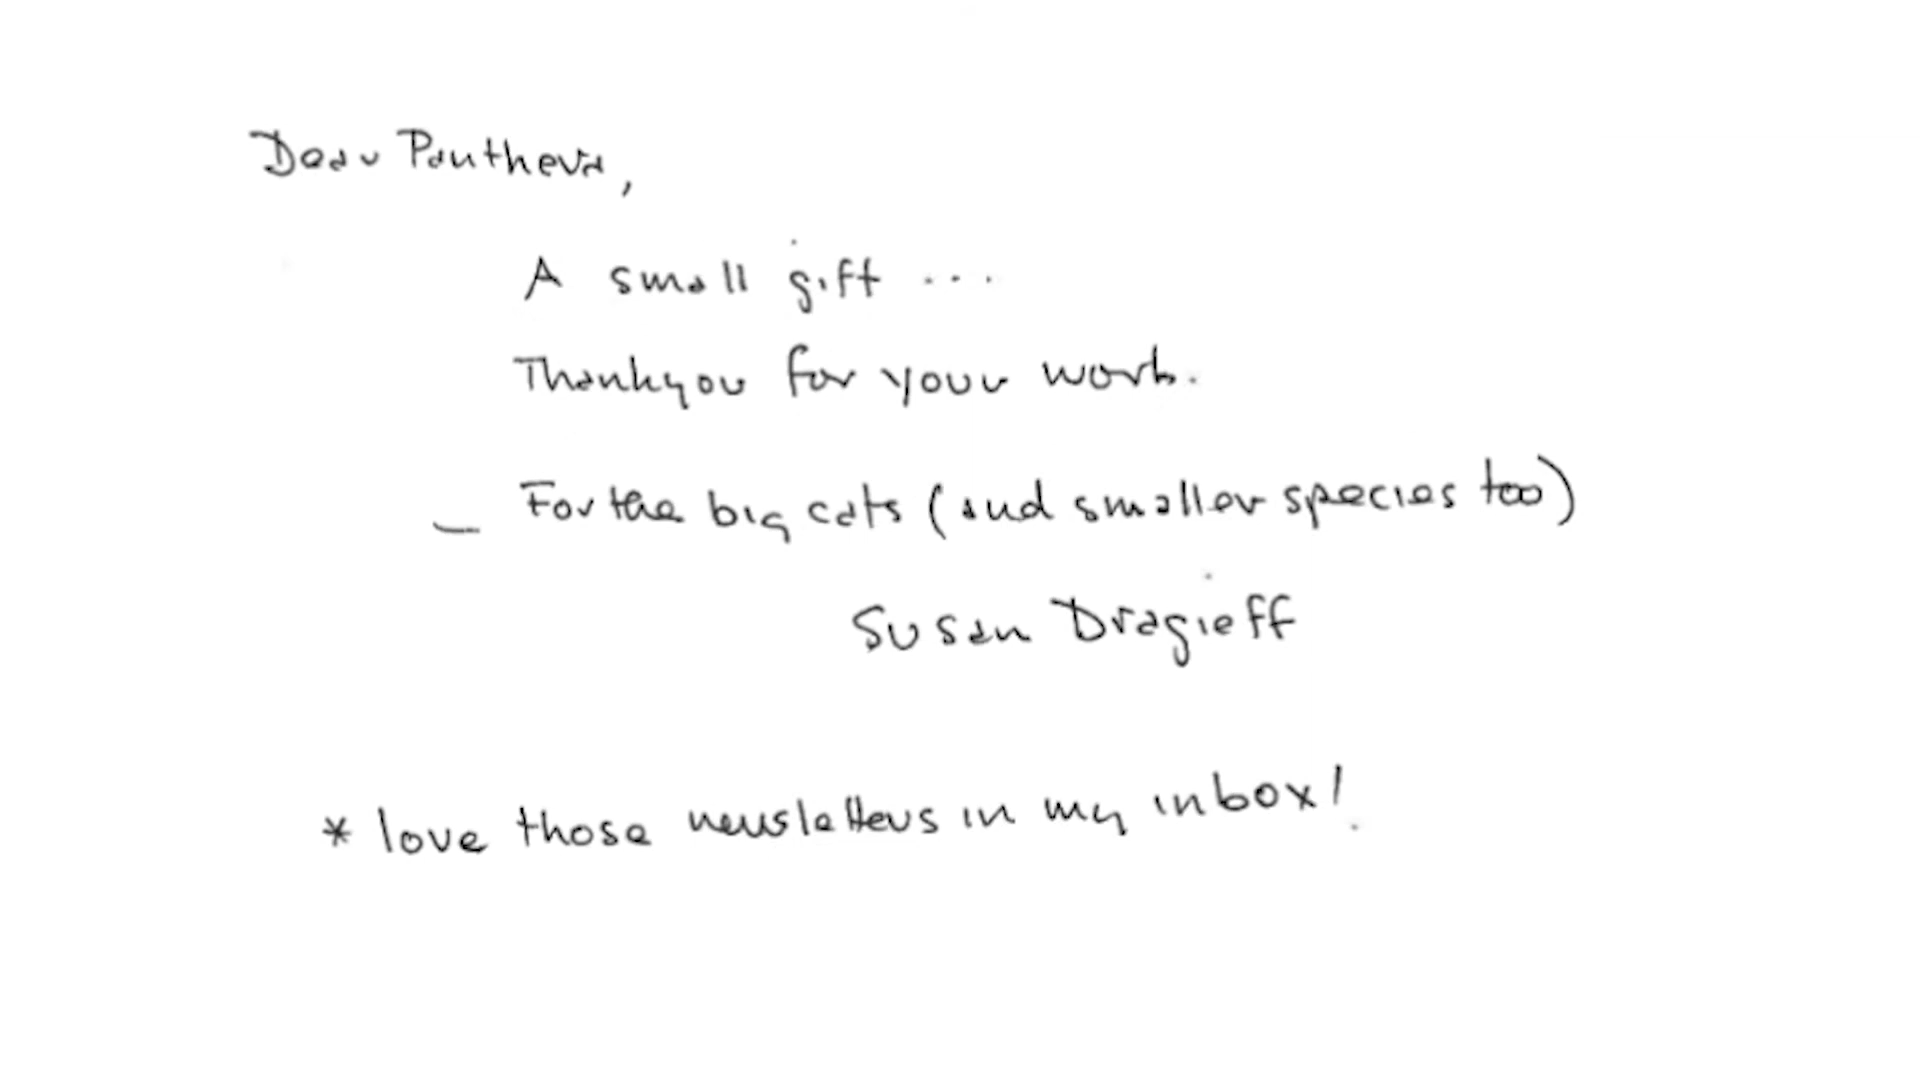 Dear Panthera,
A small gift ...
Thankyou for your work.
— For the big cats (and smaller species too)
Susan Dragieff
* love those newsletters in my inbox!